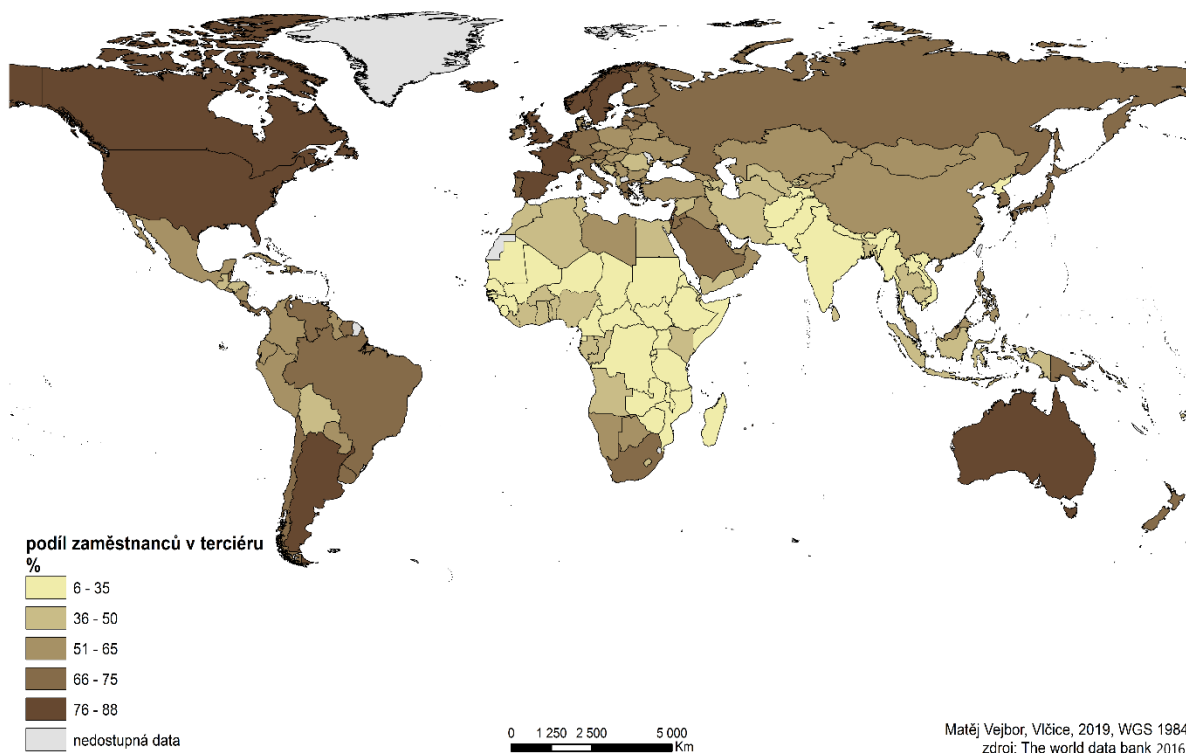 podíl zaměstnanců v terciéru
%
6 - 35
36 - 50
51 - 65
66 - 75
76 - 88
nedostupná data
0 1 250 2 500 5 000
Km
Matěj Vejbor, Vlčice, 2019, WGS 1984
zdroj: The world data bank 2016